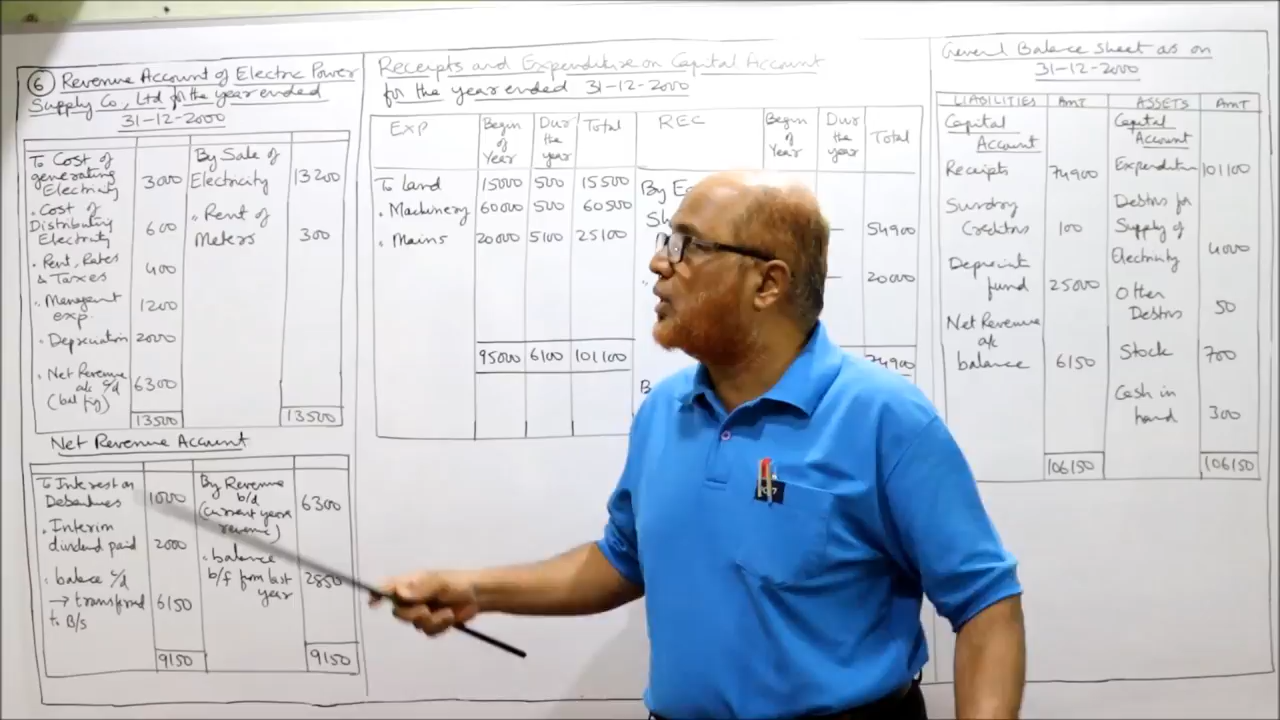 6 Revenue Account of Electric Power
Supply Co., Ltd for the year ended
31-12-2000
To Cost of
generating
Electricity 3000
" Cost of
Distributing
Electricity 600
" Rent, Rates
& Taxes 400
" Managent
exp. 1200
" Depreciation 2000
" Net Revenue
a/c c/d 6300
(bal fig)
13500
By Sale of
Electricity 13200
" Rent of
Meters 300
13500
Net Revenue Account
To Interest on
Debentures 1000
" Interim
dividend paid 2000
" balance c/d
→ transferred 6150
to B/S
9150
By Revenue
b/d 6300
(current years
revenue)
" balance
b/f from last 2850
year
9150
Receipts and Expenditure on Capital Account
for the year ended 31-12-2000
EXP Begin of Year Dur the year Total REC Begin of Year Dur the year Total
To Land 15000 500 15500 By
" Machinery 60000 500 60500
" Mains 20000 5100 25100 — 54900
— 20000
95000 6100 101100 74900
General Balance Sheet as on
31-12-2000
LIABILITIES AMT ASSETS AMT
Capital
Account
Receipts 74900
Sundry
Creditors 100
Depreciat
fund 25000
Net Revenue
a/c
balance 6150
106150
Capital
Account
Expenditure 101100
Debtors for
Supply of
Electricity 4000
Other
Debtors 50
Stock 700
Cash in
hand 300
106150